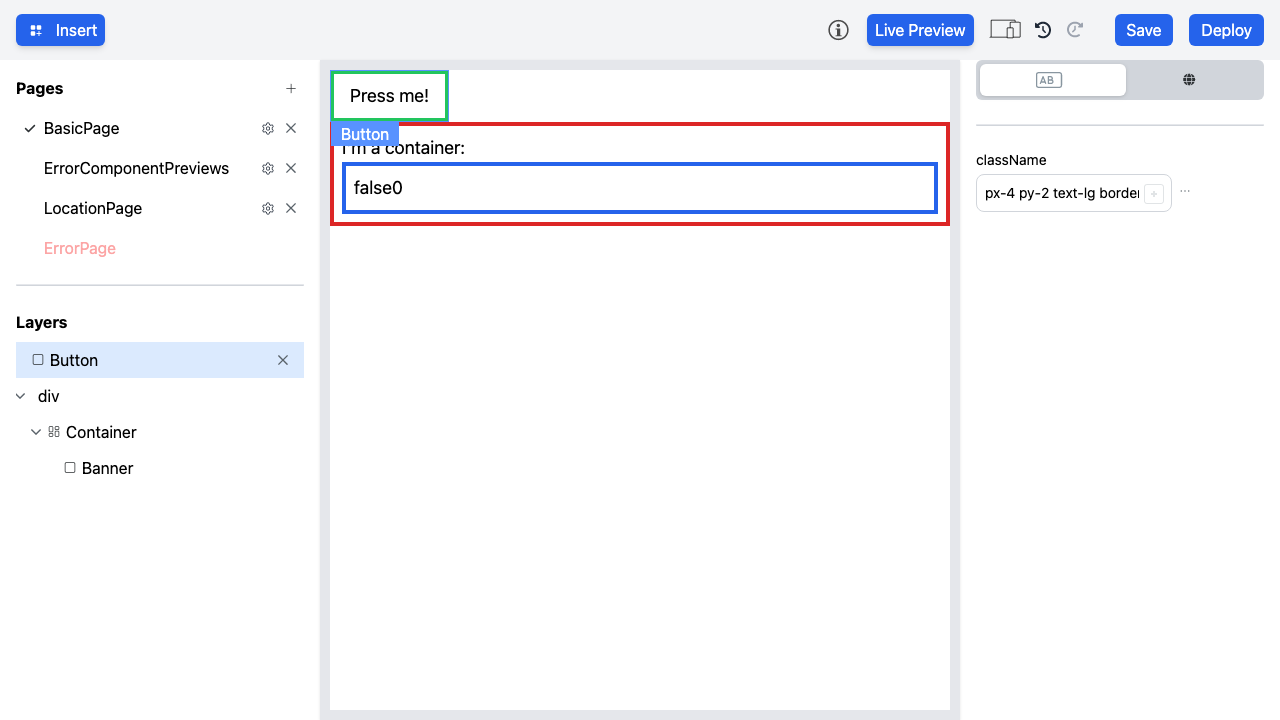 Insert
Live Preview
Save
Deploy
Pages
BasicPage
ErrorComponentPreviews
LocationPage
ErrorPage
Layers
Button
div
Container
Banner
Press me!
Button
I'm a container:
false0
AB
className
px-4 py-2 text-lg border